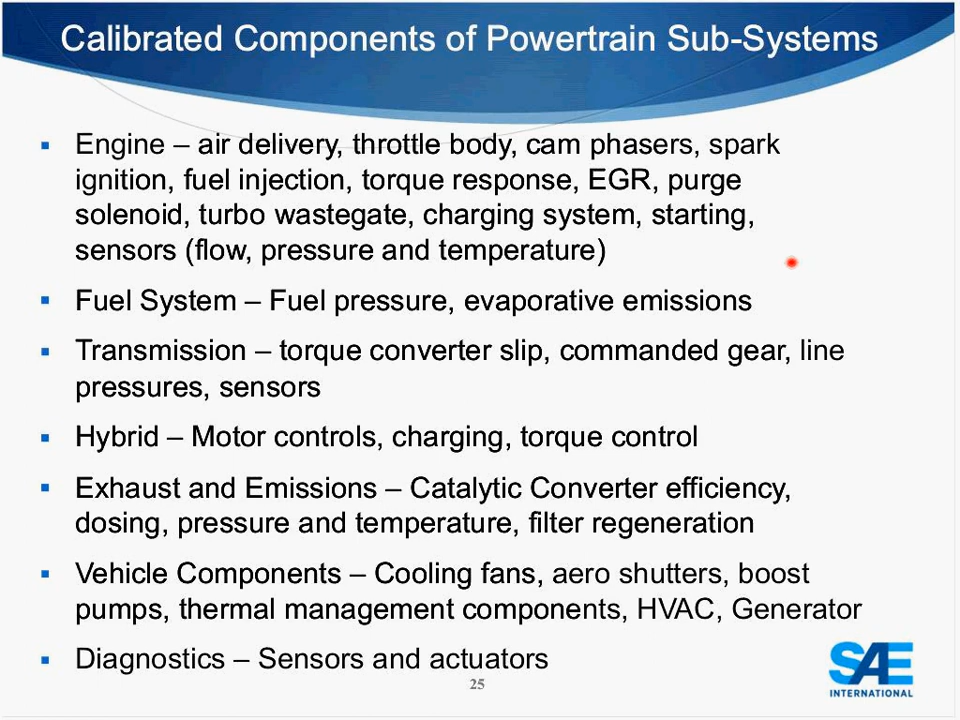 Calibrated Components of Powertrain Sub-Systems
▪ Engine – air delivery, throttle body, cam phasers, spark
ignition, fuel injection, torque response, EGR, purge
solenoid, turbo wastegate, charging system, starting,
sensors (flow, pressure and temperature)
▪ Fuel System – Fuel pressure, evaporative emissions
▪ Transmission – torque converter slip, commanded gear, line
pressures, sensors
▪ Hybrid – Motor controls, charging, torque control
▪ Exhaust and Emissions – Catalytic Converter efficiency,
dosing, pressure and temperature, filter regeneration
▪ Vehicle Components – Cooling fans, aero shutters, boost
pumps, thermal management components, HVAC, Generator
▪ Diagnostics – Sensors and actuators
25
SAE
INTERNATIONAL